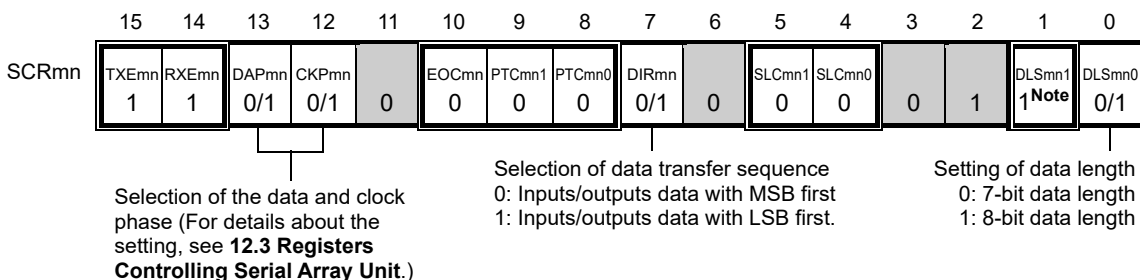 15 14 13 12 11 10 9 8 7 6 5 4 3 2 1 0
SCRmn TXEmn RXEmn DAPmn CKPmn EOCmn PTCmn1 PTCmn0 DIRmn SLCmn1 SLCmn0 DLSmn1 DLSmn0
1 1 0/1 0/1 0 0 0 0 0/1 0 0 0 0 1 1Note 0/1
Selection of the data and clock
phase (For details about the
setting, see 12.3 Registers
Controlling Serial Array Unit.)
Selection of data transfer sequence
0: Inputs/outputs data with MSB first
1: Inputs/outputs data with LSB first.
Setting of data length
0: 7-bit data length
1: 8-bit data length